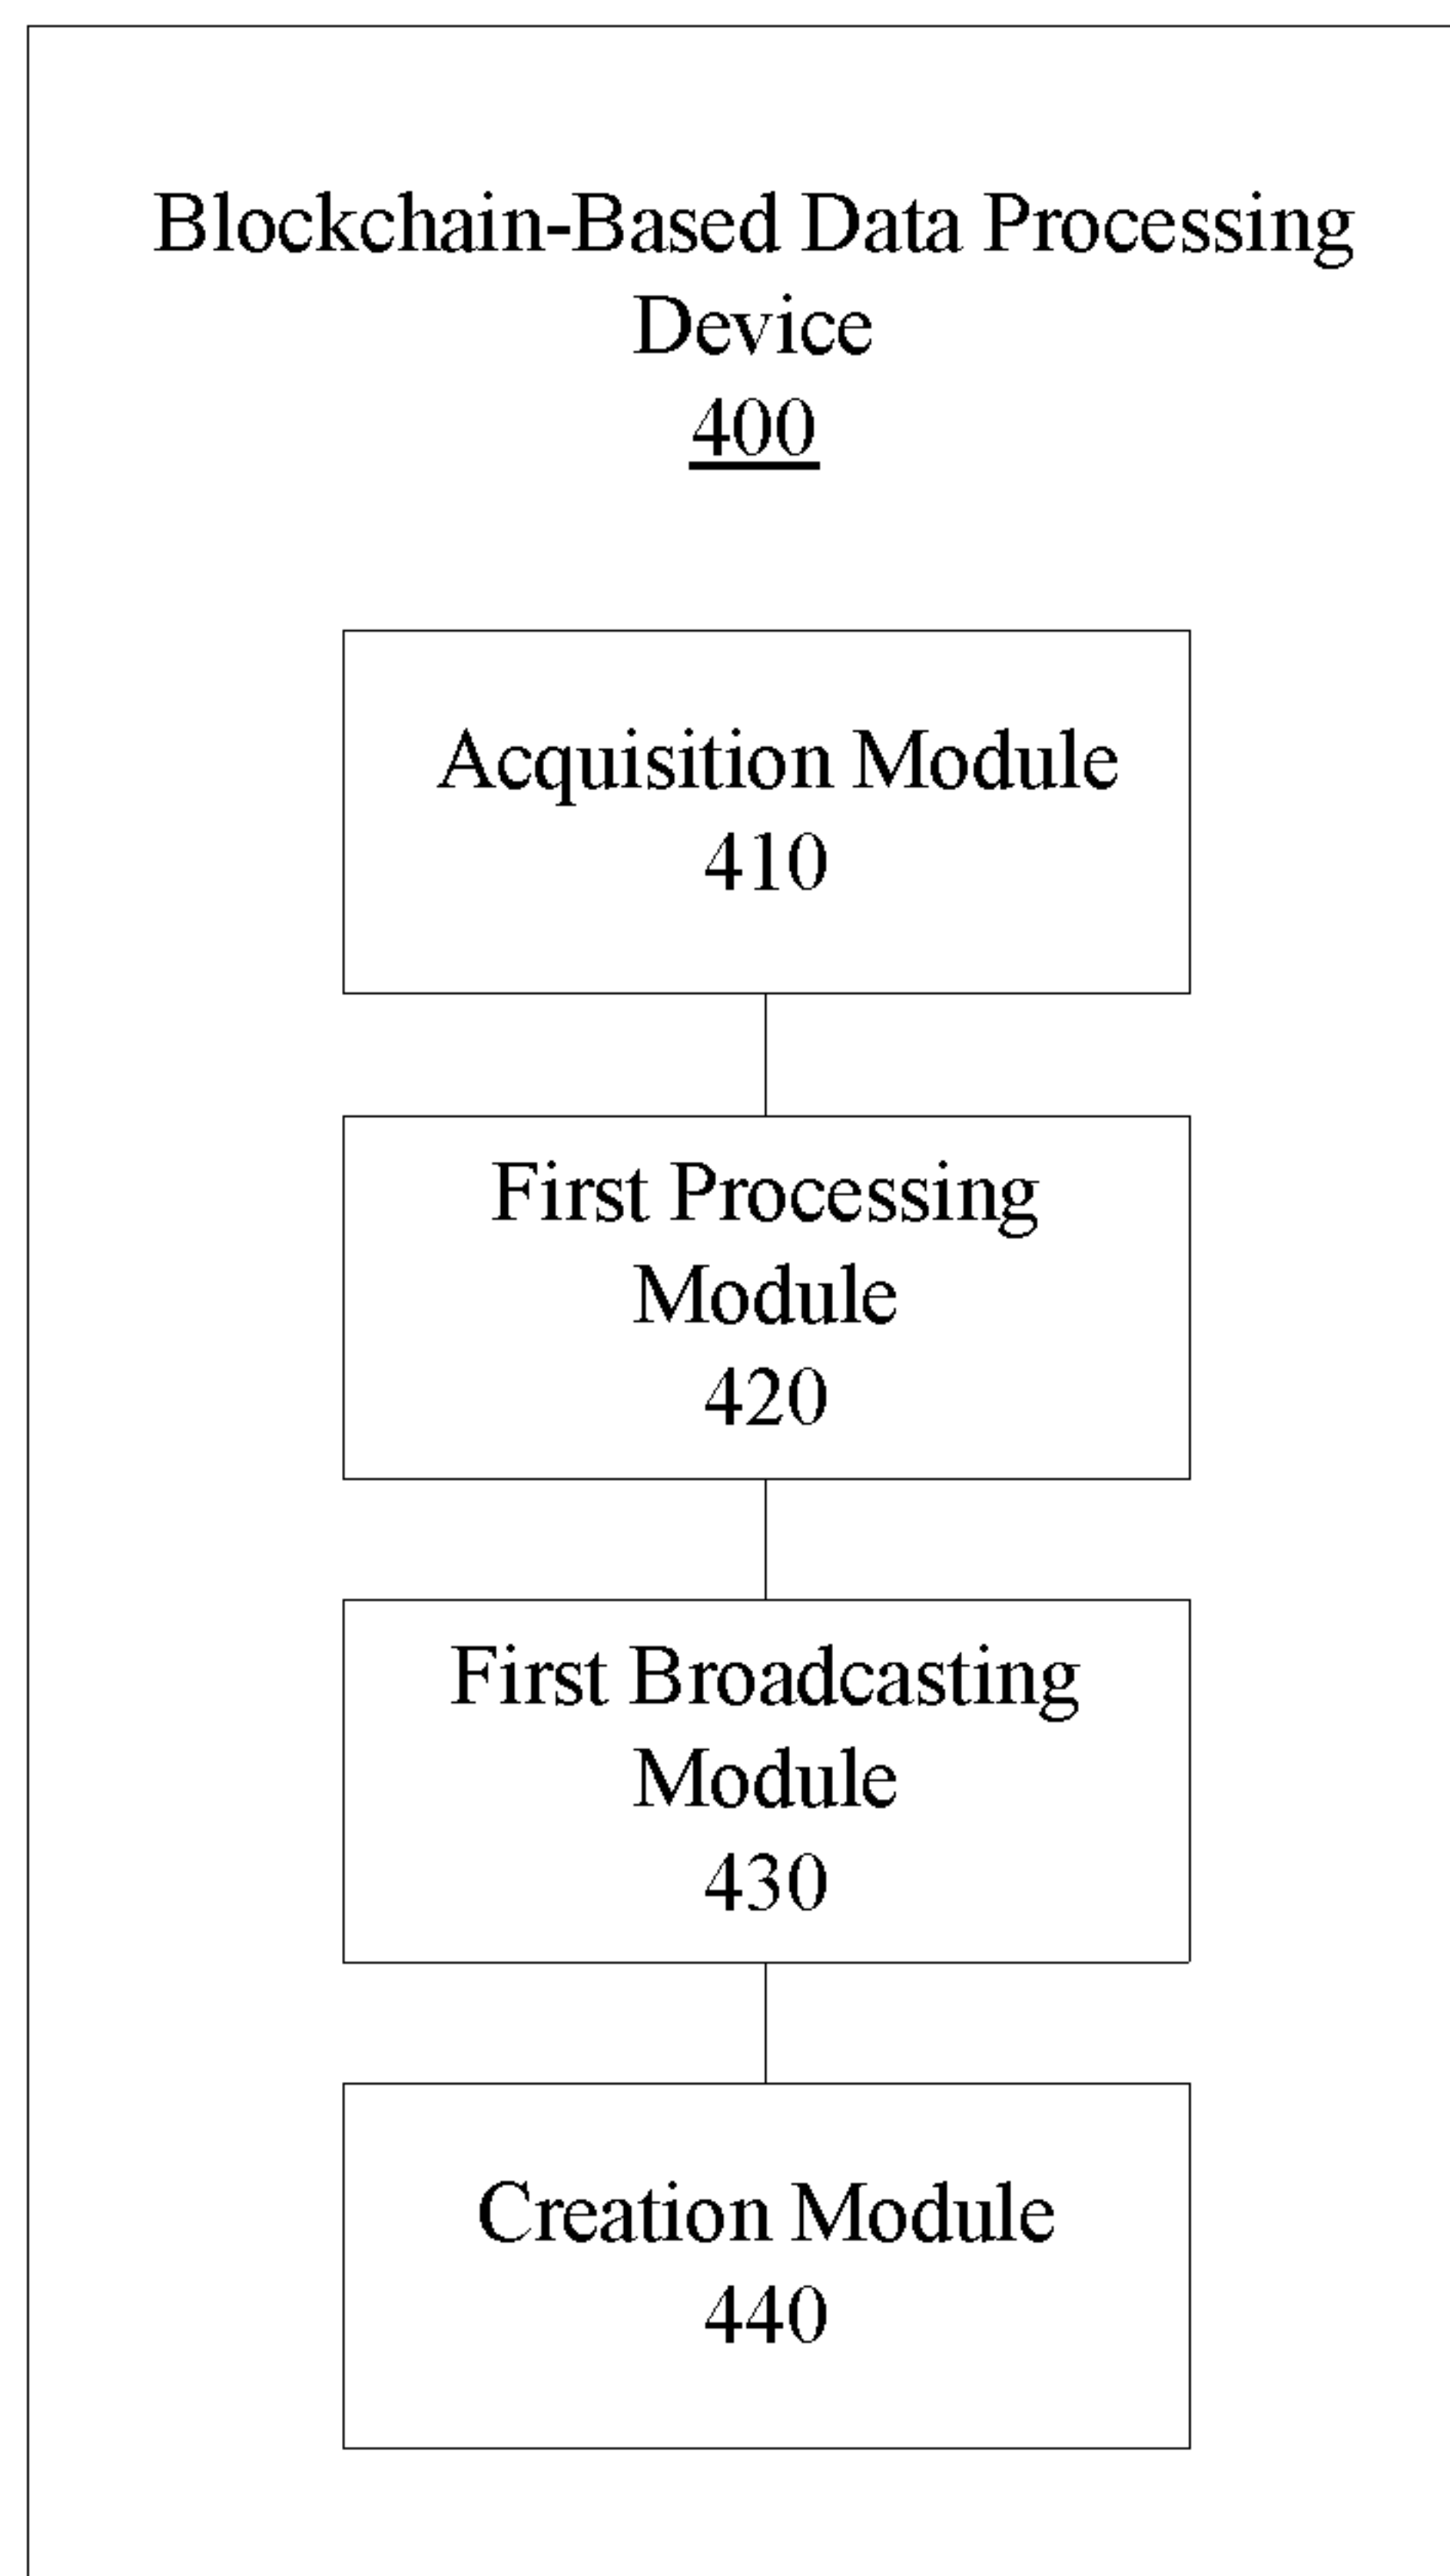 Blockchain-Based Data Processing
Device
400
Acquisition Module
410
First Processing
Module
420
First Broadcasting
Module
430
Creation Module
440